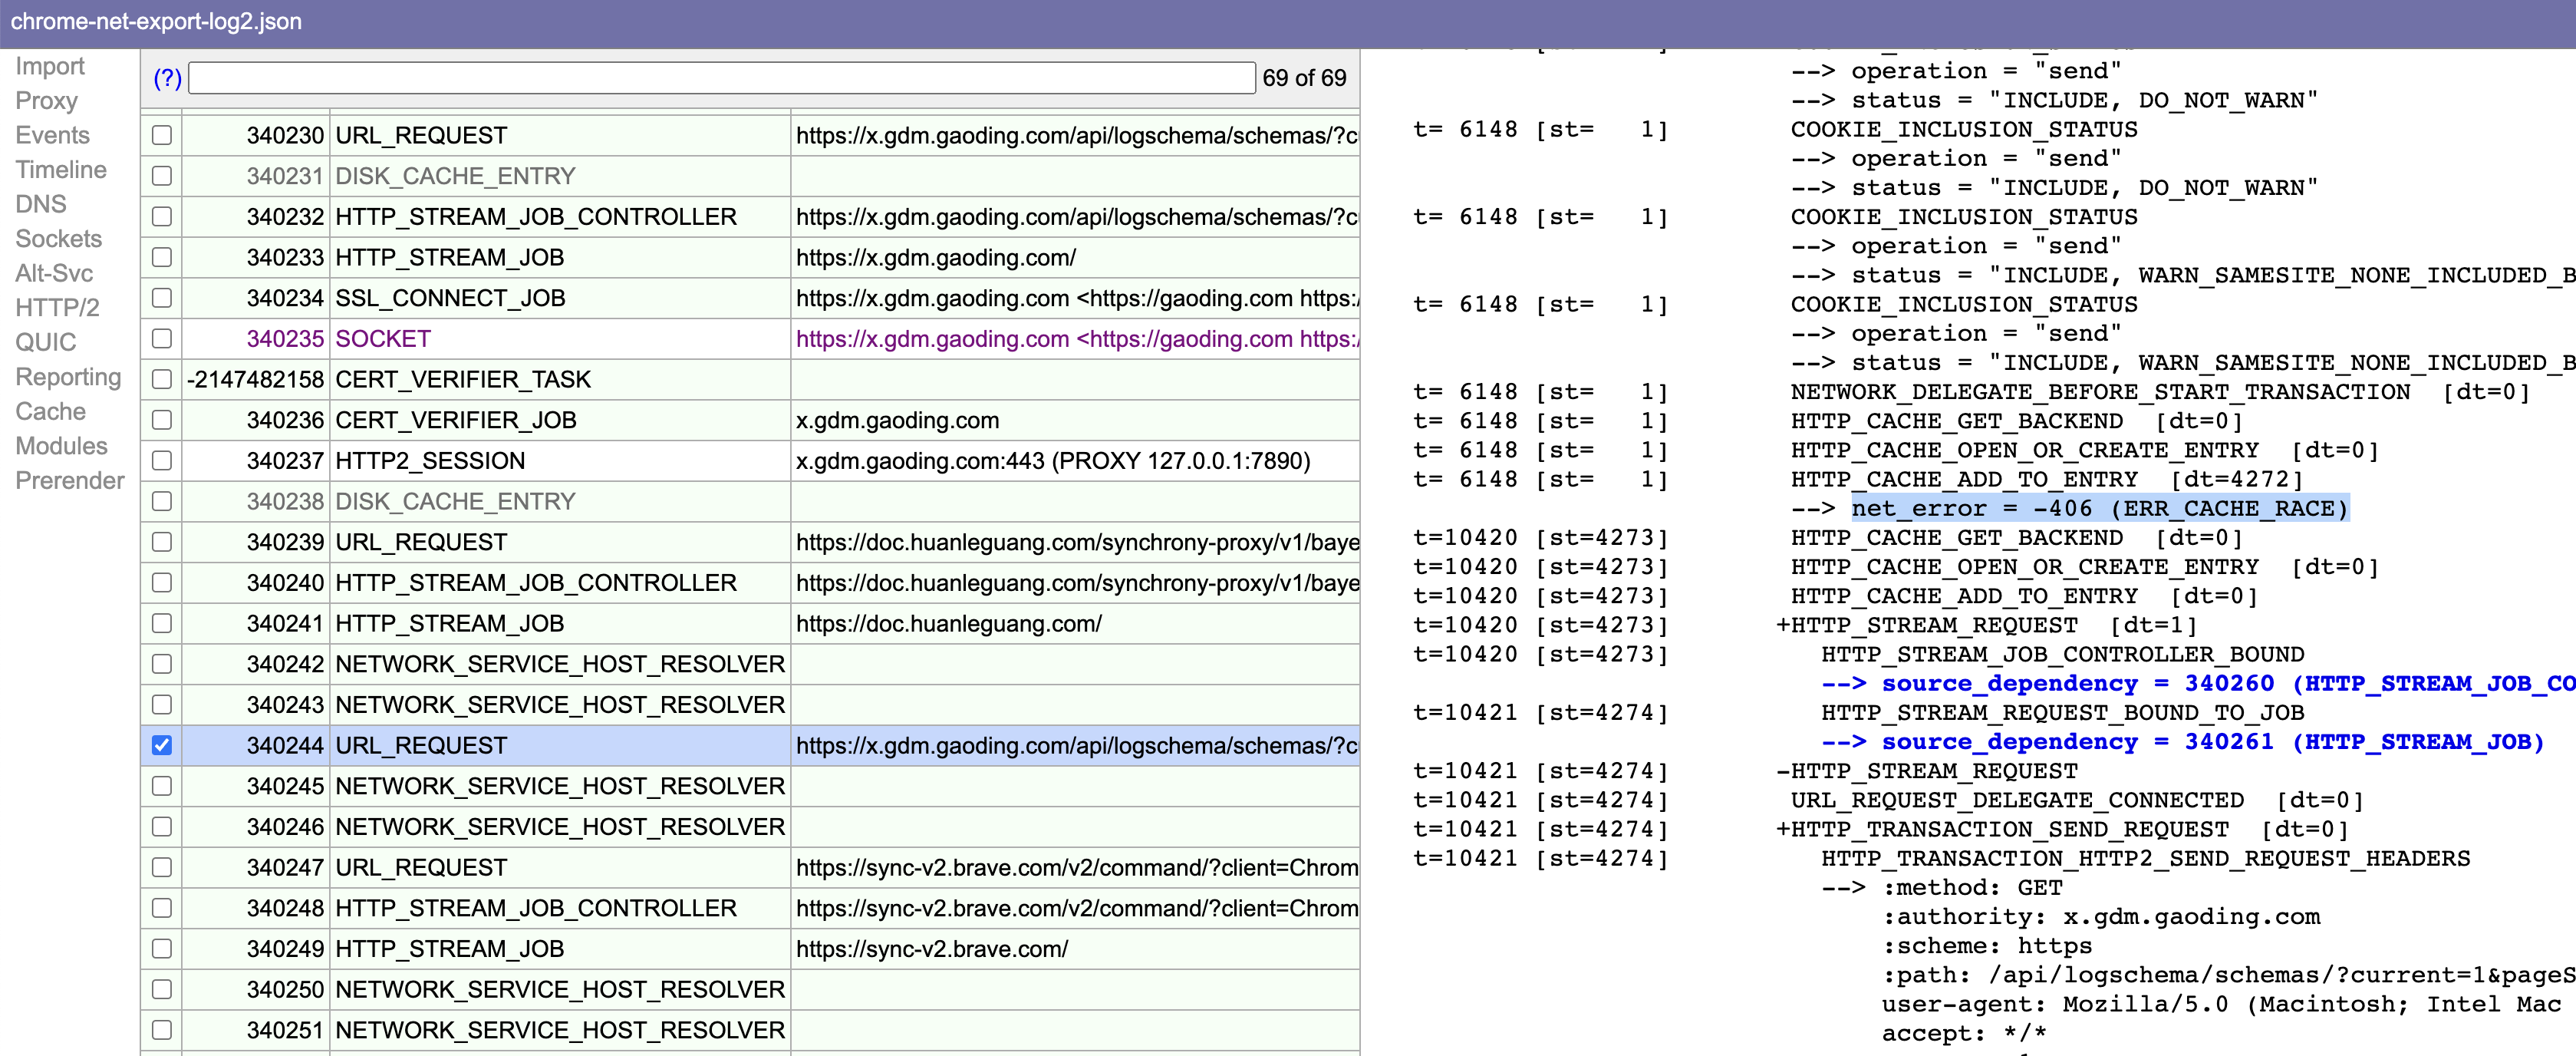 chrome-net-export-log2.json
Import
Proxy
Events
Timeline
DNS
Sockets
Alt-Svc
HTTP/2
QUIC
Reporting
Cache
Modules
Prerender
(?) 69 of 69
340230 URL_REQUEST https://x.gdm.gaoding.com/api/logschema/schemas/?c
340231 DISK_CACHE_ENTRY
340232 HTTP_STREAM_JOB_CONTROLLER https://x.gdm.gaoding.com/api/logschema/schemas/?c
340233 HTTP_STREAM_JOB https://x.gdm.gaoding.com/
340234 SSL_CONNECT_JOB https://x.gdm.gaoding.com <https://gaoding.com https:/
340235 SOCKET https://x.gdm.gaoding.com <https://gaoding.com https:/
-2147482158 CERT_VERIFIER_TASK
340236 CERT_VERIFIER_JOB x.gdm.gaoding.com
340237 HTTP2_SESSION x.gdm.gaoding.com:443 (PROXY 127.0.0.1:7890)
340238 DISK_CACHE_ENTRY
340239 URL_REQUEST https://doc.huanleguang.com/synchrony-proxy/v1/baye
340240 HTTP_STREAM_JOB_CONTROLLER https://doc.huanleguang.com/synchrony-proxy/v1/baye
340241 HTTP_STREAM_JOB https://doc.huanleguang.com/
340242 NETWORK_SERVICE_HOST_RESOLVER
340243 NETWORK_SERVICE_HOST_RESOLVER
340244 URL_REQUEST https://x.gdm.gaoding.com/api/logschema/schemas/?c
340245 NETWORK_SERVICE_HOST_RESOLVER
340246 NETWORK_SERVICE_HOST_RESOLVER
340247 URL_REQUEST https://sync-v2.brave.com/v2/command/?client=Chrom
340248 HTTP_STREAM_JOB_CONTROLLER https://sync-v2.brave.com/v2/command/?client=Chrom
340249 HTTP_STREAM_JOB https://sync-v2.brave.com/
340250 NETWORK_SERVICE_HOST_RESOLVER
340251 NETWORK_SERVICE_HOST_RESOLVER
--> operation = "send"
--> status = "INCLUDE, DO_NOT_WARN"
t= 6148 [st=   1] COOKIE_INCLUSION_STATUS
--> operation = "send"
--> status = "INCLUDE, DO_NOT_WARN"
t= 6148 [st=   1] COOKIE_INCLUSION_STATUS
--> operation = "send"
--> status = "INCLUDE, WARN_SAMESITE_NONE_INCLUDED_B
t= 6148 [st=   1] COOKIE_INCLUSION_STATUS
--> operation = "send"
--> status = "INCLUDE, WARN_SAMESITE_NONE_INCLUDED_B
t= 6148 [st=   1] NETWORK_DELEGATE_BEFORE_START_TRANSACTION [dt=0]
t= 6148 [st=   1] HTTP_CACHE_GET_BACKEND [dt=0]
t= 6148 [st=   1] HTTP_CACHE_OPEN_OR_CREATE_ENTRY [dt=0]
t= 6148 [st=   1] HTTP_CACHE_ADD_TO_ENTRY [dt=4272]
--> net_error = -406 (ERR_CACHE_RACE)
t=10420 [st=4273] HTTP_CACHE_GET_BACKEND [dt=0]
t=10420 [st=4273] HTTP_CACHE_OPEN_OR_CREATE_ENTRY [dt=0]
t=10420 [st=4273] HTTP_CACHE_ADD_TO_ENTRY [dt=0]
t=10420 [st=4273] +HTTP_STREAM_REQUEST [dt=1]
t=10420 [st=4273] HTTP_STREAM_JOB_CONTROLLER_BOUND
--> source_dependency = 340260 (HTTP_STREAM_JOB_CO
t=10421 [st=4274] HTTP_STREAM_REQUEST_BOUND_TO_JOB
--> source_dependency = 340261 (HTTP_STREAM_JOB)
t=10421 [st=4274] -HTTP_STREAM_REQUEST
t=10421 [st=4274] URL_REQUEST_DELEGATE_CONNECTED [dt=0]
t=10421 [st=4274] +HTTP_TRANSACTION_SEND_REQUEST [dt=0]
t=10421 [st=4274] HTTP_TRANSACTION_HTTP2_SEND_REQUEST_HEADERS
--> :method: GET
:authority: x.gdm.gaoding.com
:scheme: https
:path: /api/logschema/schemas/?current=1&pageS
user-agent: Mozilla/5.0 (Macintosh; Intel Mac
accept: */*